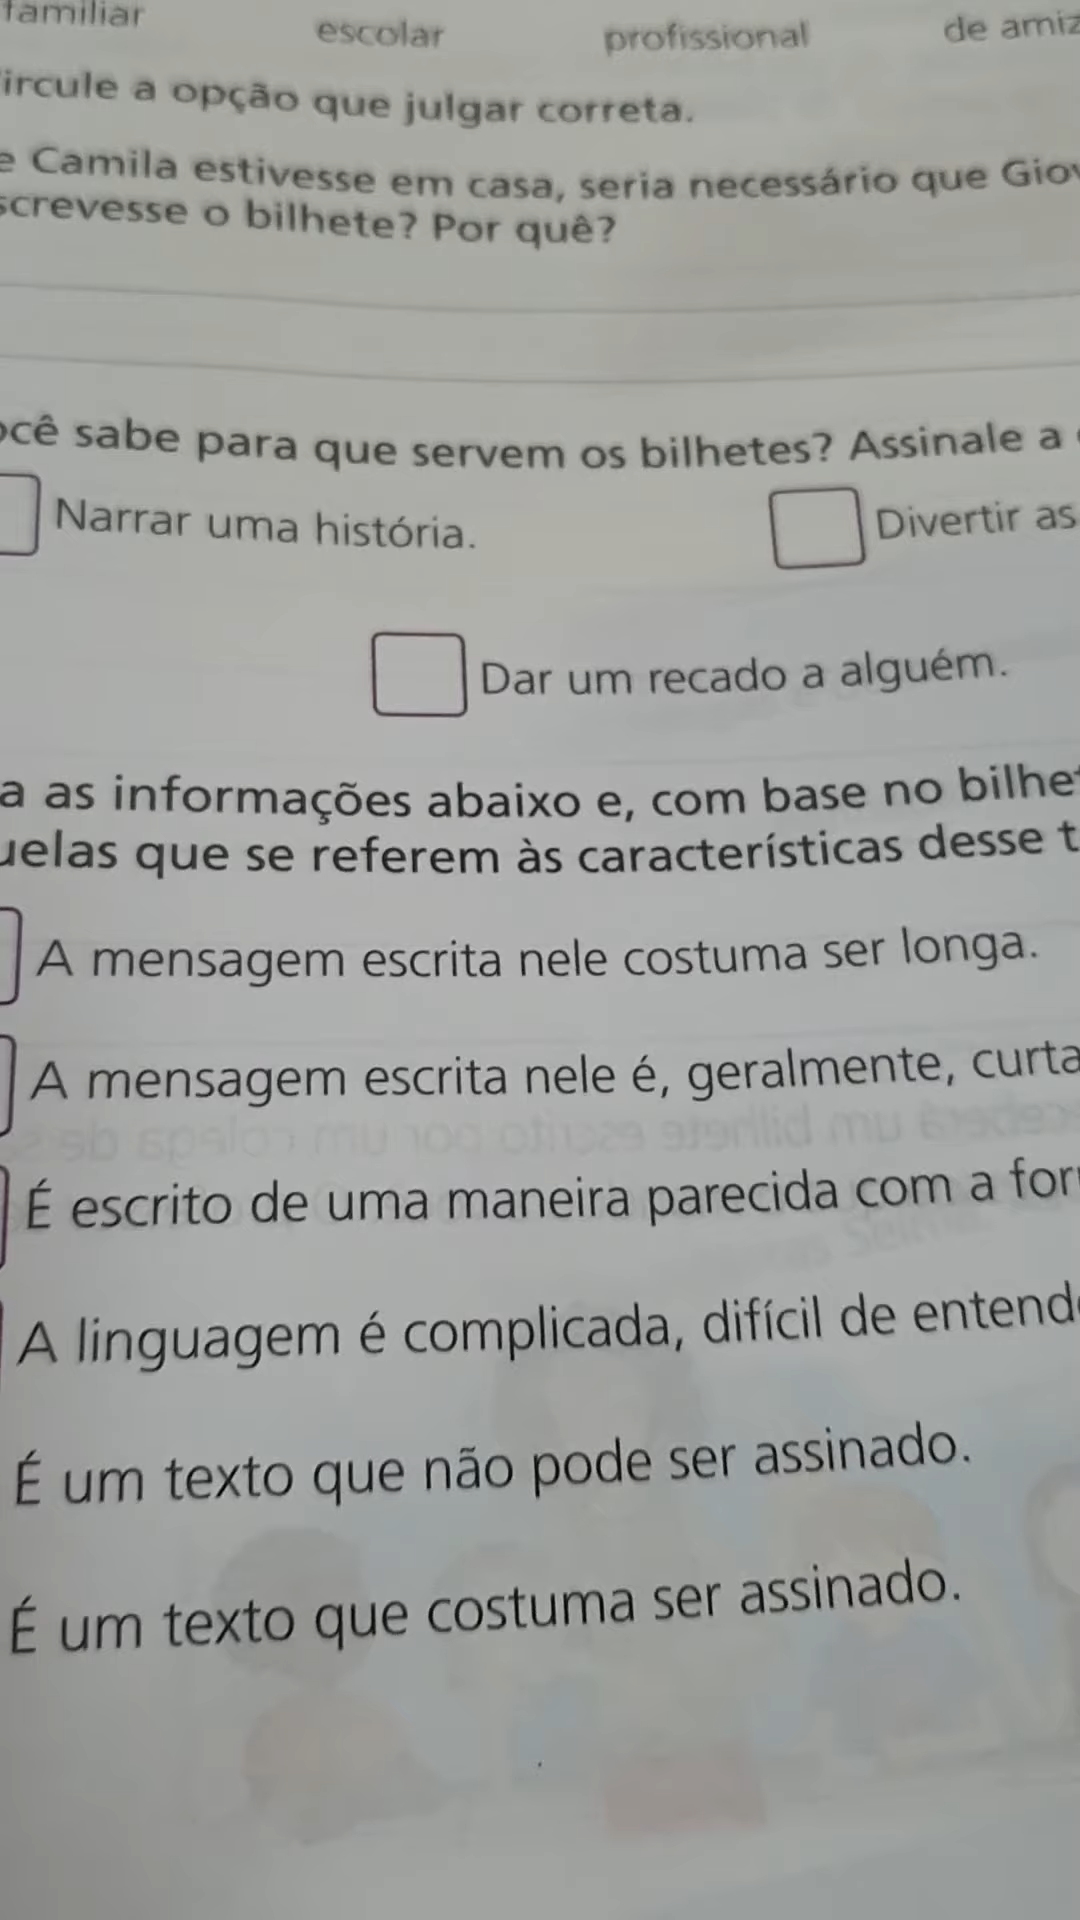 familiar escolar profissional de amiz
ircule a opção que julgar correta.
e Camila estivesse em casa, seria necessário que Giov
screvesse o bilhete? Por quê?
ocê sabe para que servem os bilhetes? Assinale a
Narrar uma história. Divertir as
Dar um recado a alguém.
a as informações abaixo e, com base no bilhet
uelas que se referem às características desse t
A mensagem escrita nele costuma ser longa.
A mensagem escrita nele é, geralmente, curta
É escrito de uma maneira parecida com a for
A linguagem é complicada, difícil de entend
É um texto que não pode ser assinado.
É um texto que costuma ser assinado.